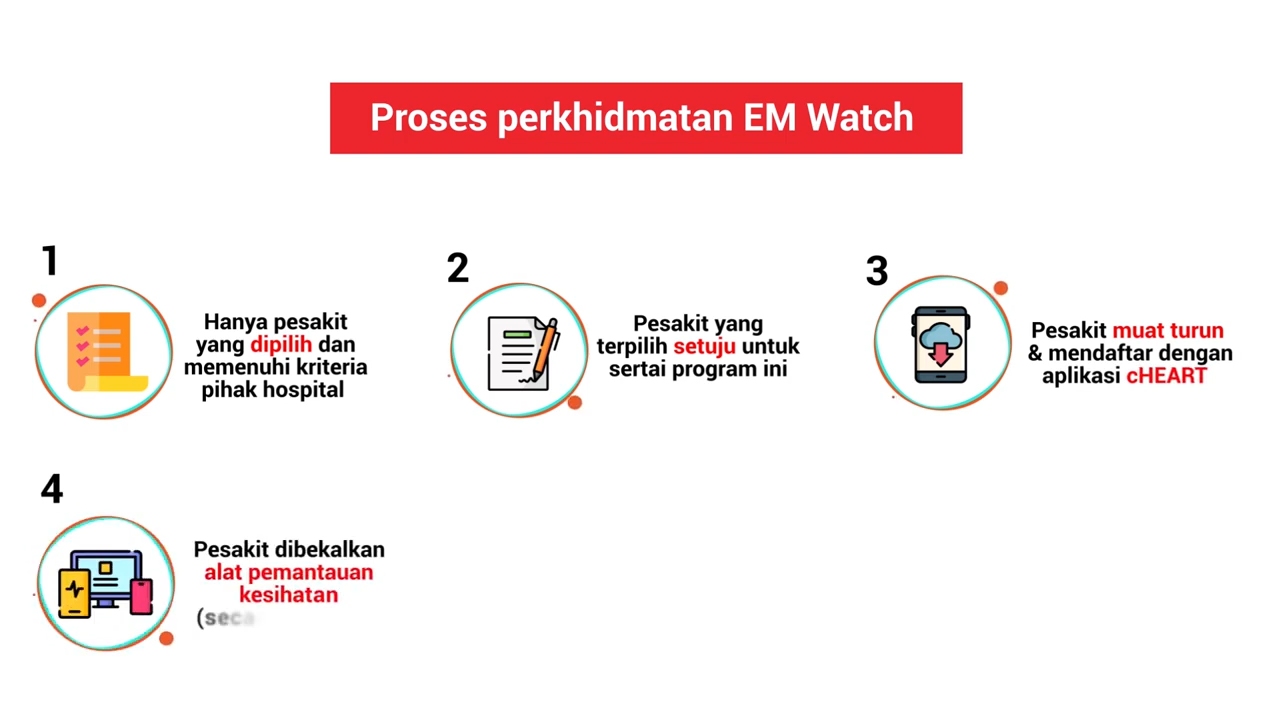 Proses perkhidmatan EM Watch
1
Hanya pesakit
yang dipilih dan
memenuhi kriteria
pihak hospital
2
Pesakit yang
terpilih setuju untuk
sertai program ini
3
Pesakit muat turun
& mendaftar dengan
aplikasi cHEART
4
Pesakit dibekalkan
alat pemantauan
kesihatan
(seca